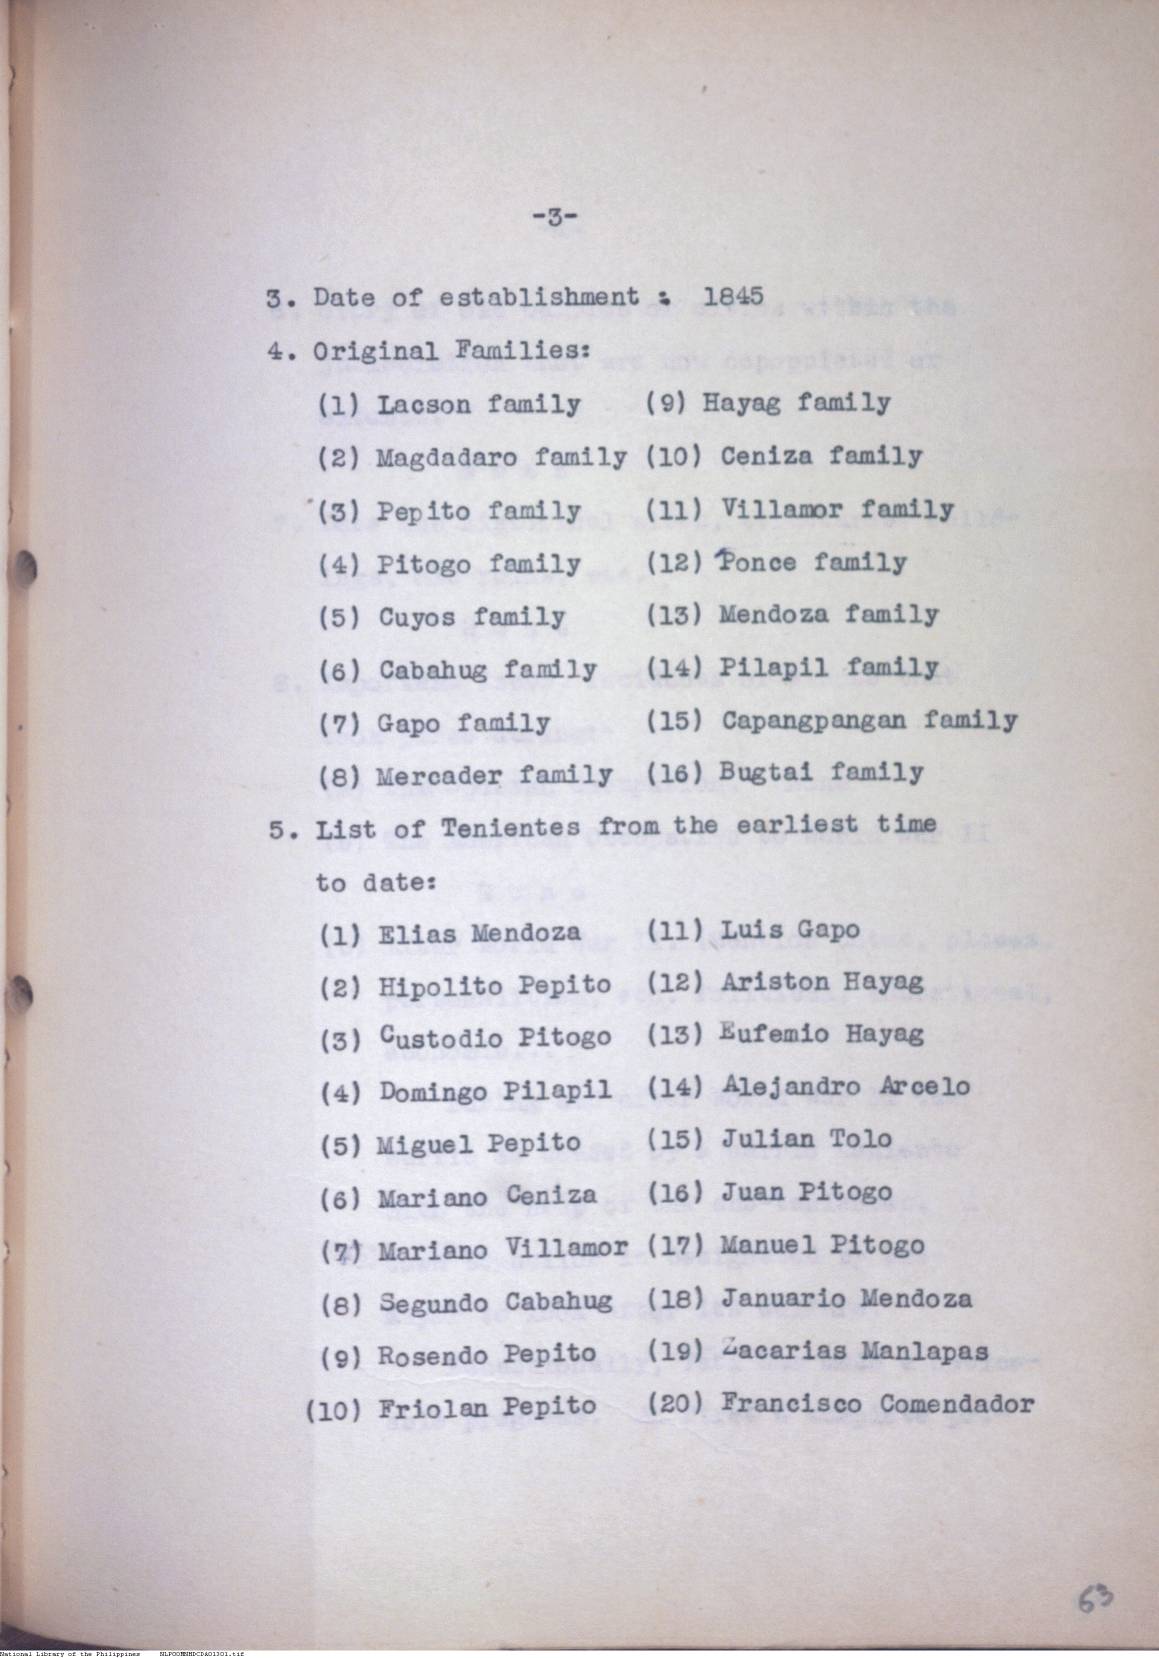 -3-
3. Date of establishment : 1845
4. Original Families:
(1) Lacson family (9) Hayag family
(2) Magdadaro family (10) Ceniza family
(3) Pepito family (11) Villamor family
(4) Pitogo family (12) Ponce family
(5) Cuyos family (13) Mendoza family
(6) Cabahug family (14) Pilapil family
(7) Gapo family (15) Capangpangan family
(8) Mercader family (16) Bugtai family
5. List of Tenientes from the earliest time
to date:
(1) Elias Mendoza (11) Luis Gapo
(2) Hipolito Pepito (12) Ariston Hayag
(3) Custodio Pitogo (13) Eufemio Hayag
(4) Domingo Pilapil (14) Alejandro Arcelo
(5) Miguel Pepito (15) Julian Tolo
(6) Mariano Ceniza (16) Juan Pitogo
(7) Mariano Villamor (17) Manuel Pitogo
(8) Segundo Cabahug (18) Januario Mendoza
(9) Rosendo Pepito (19) Zacarias Manlapas
(10) Friolan Pepito (20) Francisco Comendador
63
National Library of the Philippines